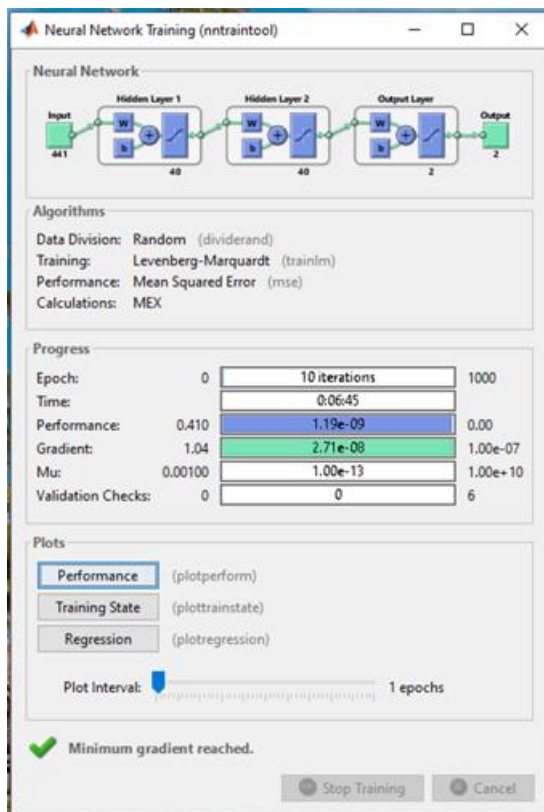 Neural Network Training (nntraintool)
Neural Network
Hidden Layer 1 Hidden Layer 2 Output Layer
Input Output
W W W
b b b
441 2
40 40 2
Algorithms
Data Division: Random (dividerand)
Training: Levenberg-Marquardt (trainlm)
Performance: Mean Squared Error (mse)
Calculations: MEX
Progress
Epoch: 0 10 iterations 1000
Time: 0:06:45
Performance: 0.410 1.19e-09 0.00
Gradient: 1.04 2.71e-08 1.00e-07
Mu: 0.00100 1.00e-13 1.00e+10
Validation Checks: 0 0 6
Plots
Performance (plotperform)
Training State (plottrainstate)
Regression (plotregression)
Plot Interval: 1 epochs
Minimum gradient reached.
Stop Training Cancel